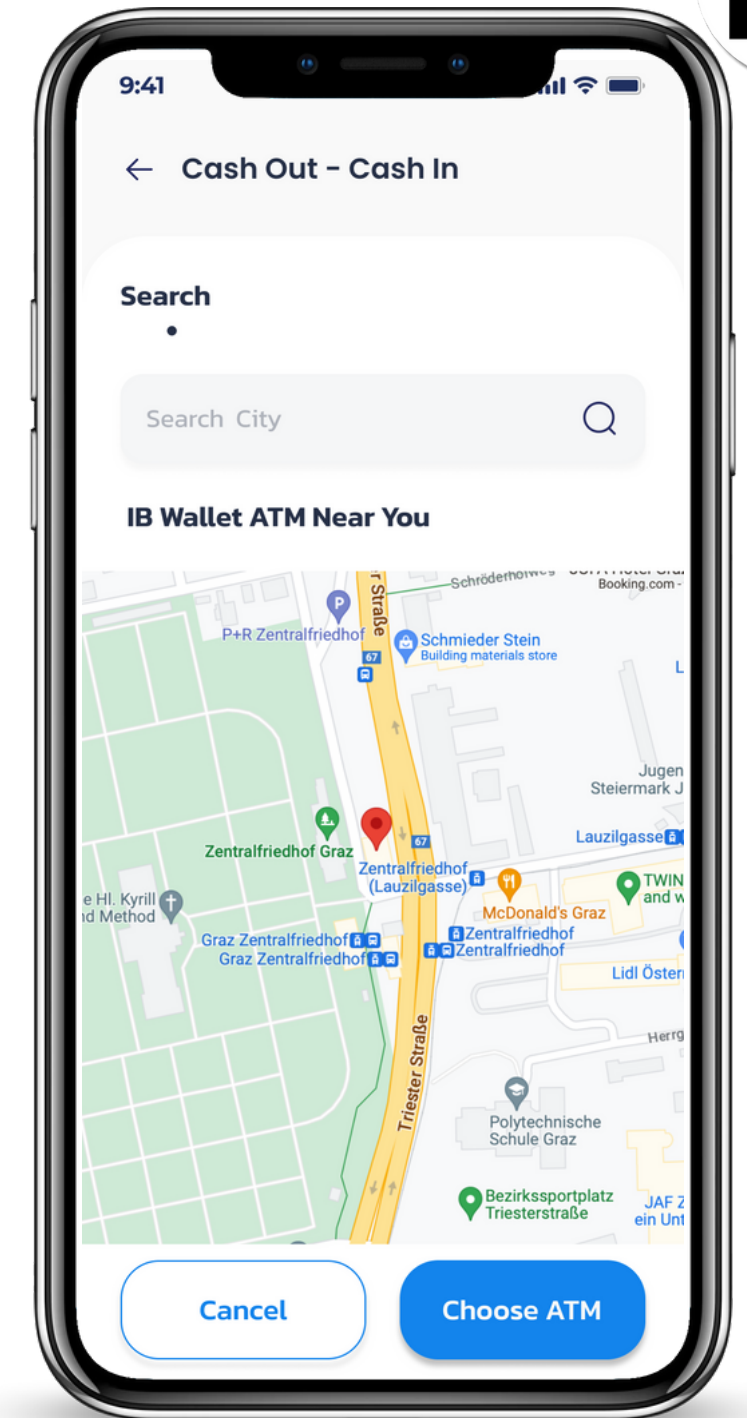 9:41
Cash Out - Cash In
Search
Search City
IB Wallet ATM Near You
Booking.com -
P+R Zentralfriedhof
67
Schmieder Stein
Building materials store
Jugen
Steiermark J
Lauzilgasse
Zentralfriedhof Graz
67
Zentralfriedhof
(Lauzilgasse)
TWIN
and w
McDonald's Graz
e Hl. Kyrill
nd Method
Graz Zentralfriedhof
Graz Zentralfriedhof
Zentralfriedhof
Zentralfriedhof
Lidl Österr
Triester Straße
Herrg
Polytechnische
Schule Graz
Bezirkssportplatz
Triesterstraße
JAF Z
ein Unt
r Straße
P
L
Cancel
Choose ATM